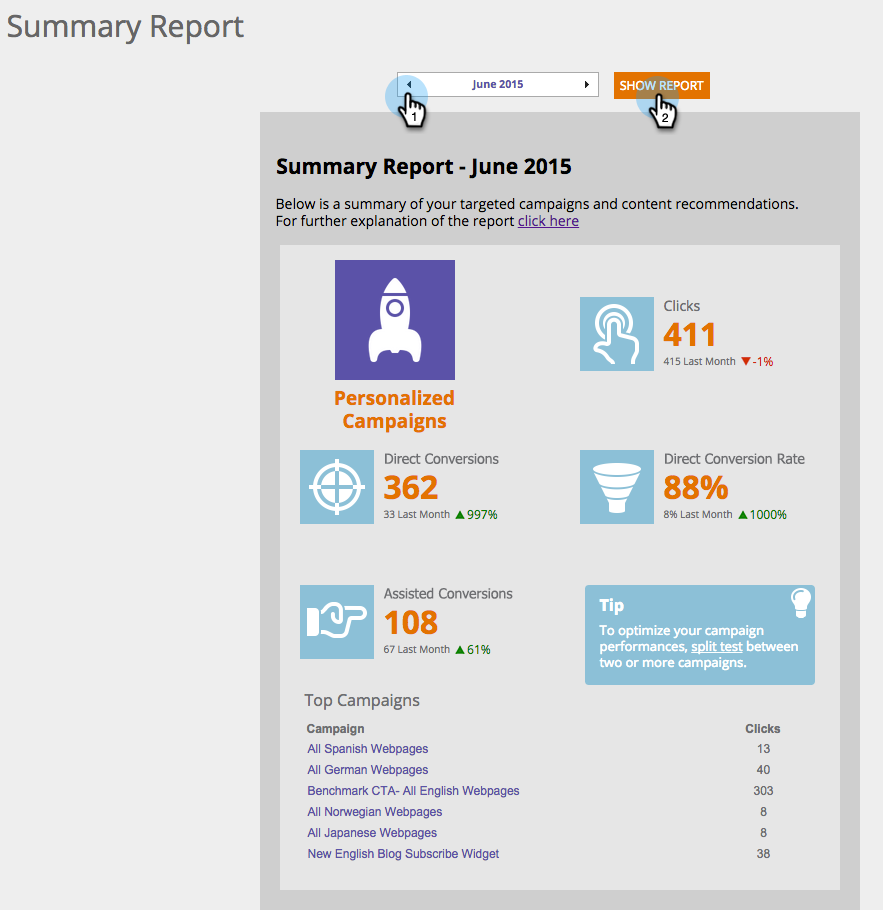 Summary Report
June 2015
SHOW REPORT
1
2
Summary Report - June 2015
Below is a summary of your targeted campaigns and content recommendations.
For further explanation of the report click here
Personalized
Campaigns
Clicks
411
415 Last Month ▼-1%
Direct Conversions
362
33 Last Month ▲997%
Direct Conversion Rate
88%
8% Last Month ▲1000%
Assisted Conversions
108
67 Last Month ▲61%
Tip
To optimize your campaign
performances, split test between
two or more campaigns.
Top Campaigns
Campaign Clicks
All Spanish Webpages 13
All German Webpages 40
Benchmark CTA- All English Webpages 303
All Norwegian Webpages 8
All Japanese Webpages 8
New English Blog Subscribe Widget 38